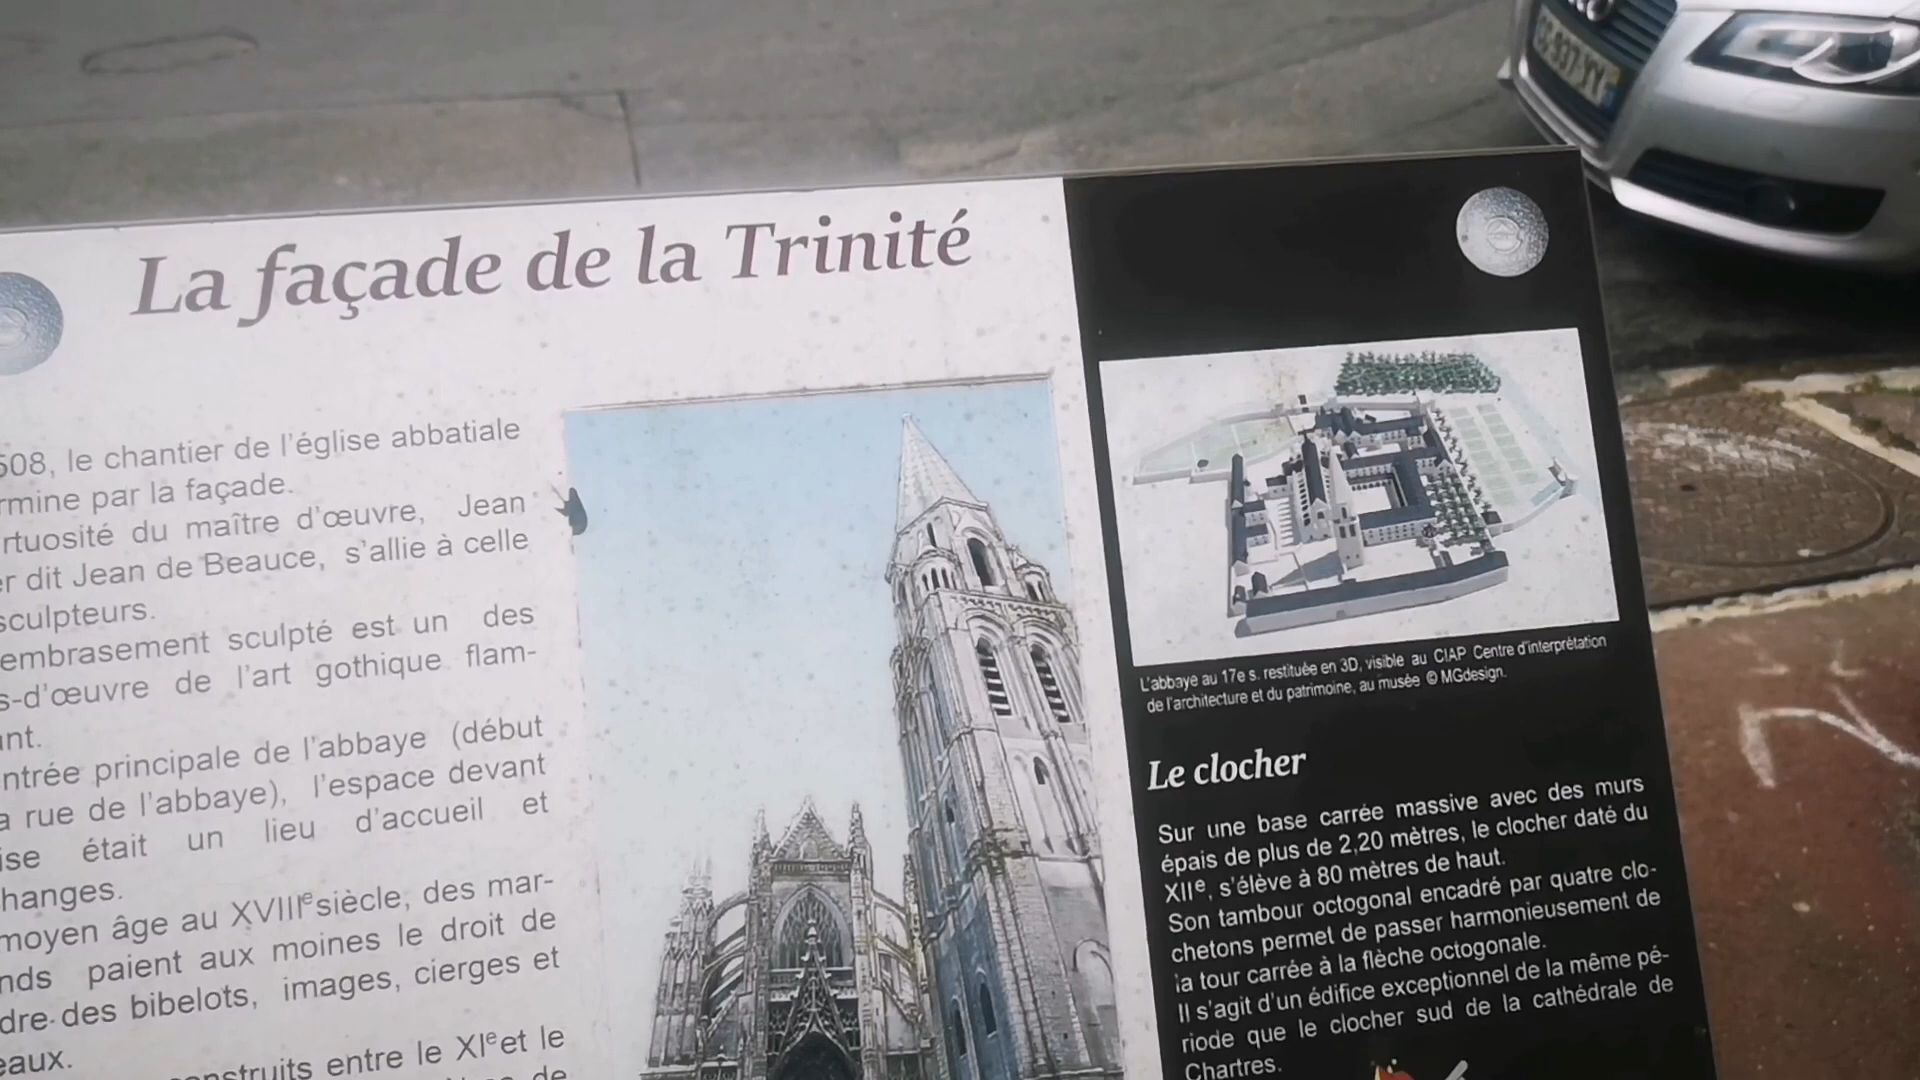 La façade de la Trinité
508, le chantier de l'église abbatiale
rmine par la façade.
rtuosité du maître d'œuvre, Jean
er dit Jean de Beauce, s'allie à celle
sculpteurs.
embrasement sculpté est un des
s-d'œuvre de l'art gothique flam-
nt.
ntrée principale de l'abbaye (début
a rue de l'abbaye), l'espace devant
ise était un lieu d'accueil et
hanges.
moyen âge au XVIIIe siècle, des mar-
nds paient aux moines le droit de
dre des bibelots, images, cierges et
eaux.
nstruits entre le XIe et le
de
L'abbaye au 17e s. restituée en 3D, visible au CIAP Centre d'interprétation
de l'architecture et du patrimoine, au musée © MGdesign.
Le clocher
Sur une base carrée massive avec des murs
épais de plus de 2,20 mètres, le clocher daté du
XIIe, s'élève à 80 mètres de haut.
Son tambour octogonal encadré par quatre clo-
chetons permet de passer harmonieusement de
la tour carrée à la flèche octogonale.
Il s'agit d'un édifice exceptionnel de la même pé-
riode que le clocher sud de la cathédrale de
Chartres.